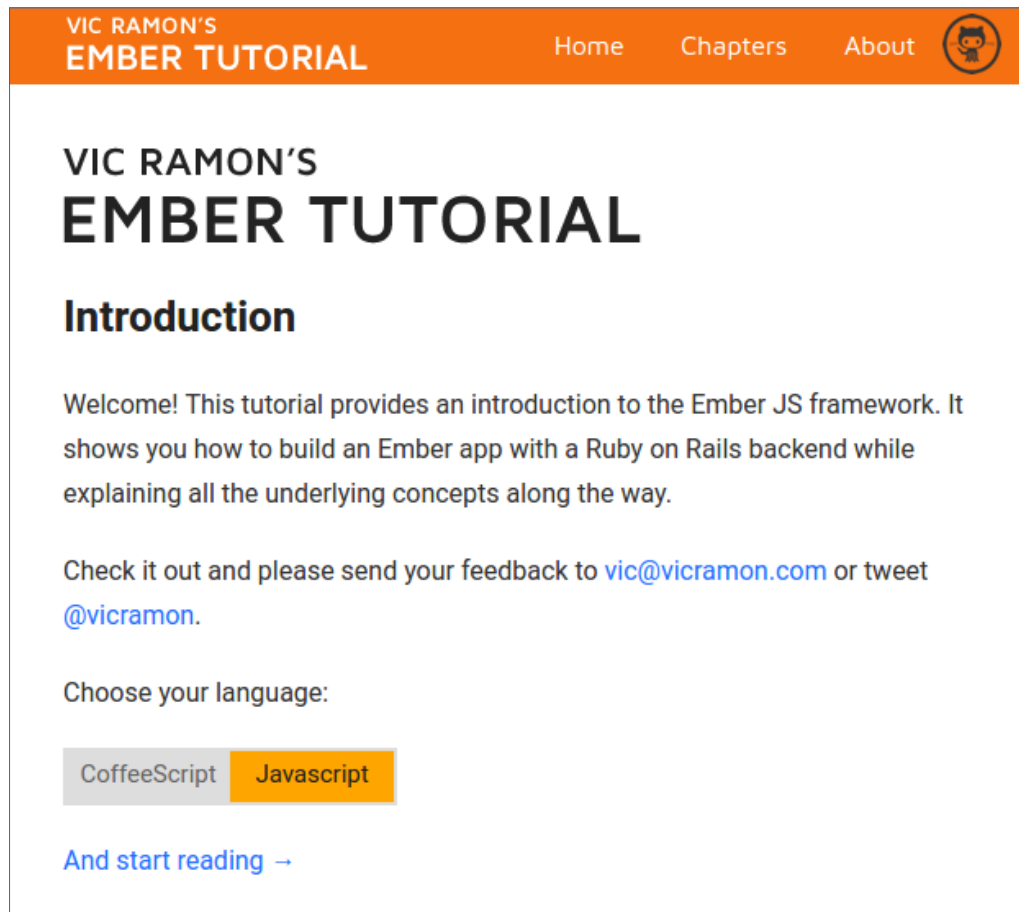 VIC RAMON'S
EMBER TUTORIAL
Home Chapters About
VIC RAMON'S
EMBER TUTORIAL
Introduction
Welcome! This tutorial provides an introduction to the Ember JS framework. It
shows you how to build an Ember app with a Ruby on Rails backend while
explaining all the underlying concepts along the way.
Check it out and please send your feedback to vic@vicramon.com or tweet
@vicramon.
Choose your language:
CoffeeScript Javascript
And start reading →